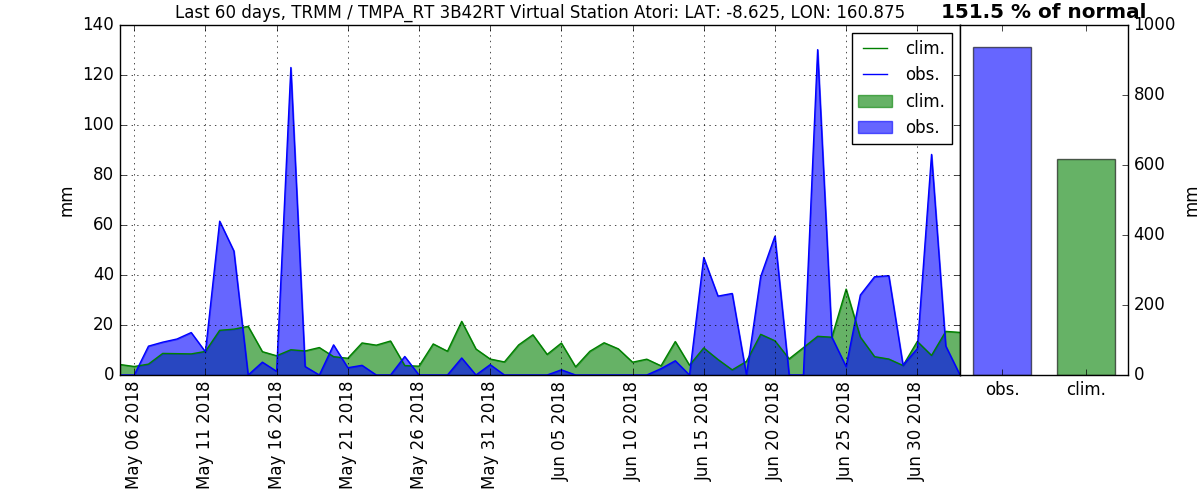 Last 60 days, TRMM / TMPA_RT 3B42RT Virtual Station Atori: LAT: -8.625, LON: 160.875
151.5 % of normal
140
120
100
80
60
40
20
0
mm
clim.
obs.
clim.
obs.
1000
800
600
400
200
0
mm
May 06 2018
May 11 2018
May 16 2018
May 21 2018
May 26 2018
May 31 2018
Jun 05 2018
Jun 10 2018
Jun 15 2018
Jun 20 2018
Jun 25 2018
Jun 30 2018
obs.
clim.